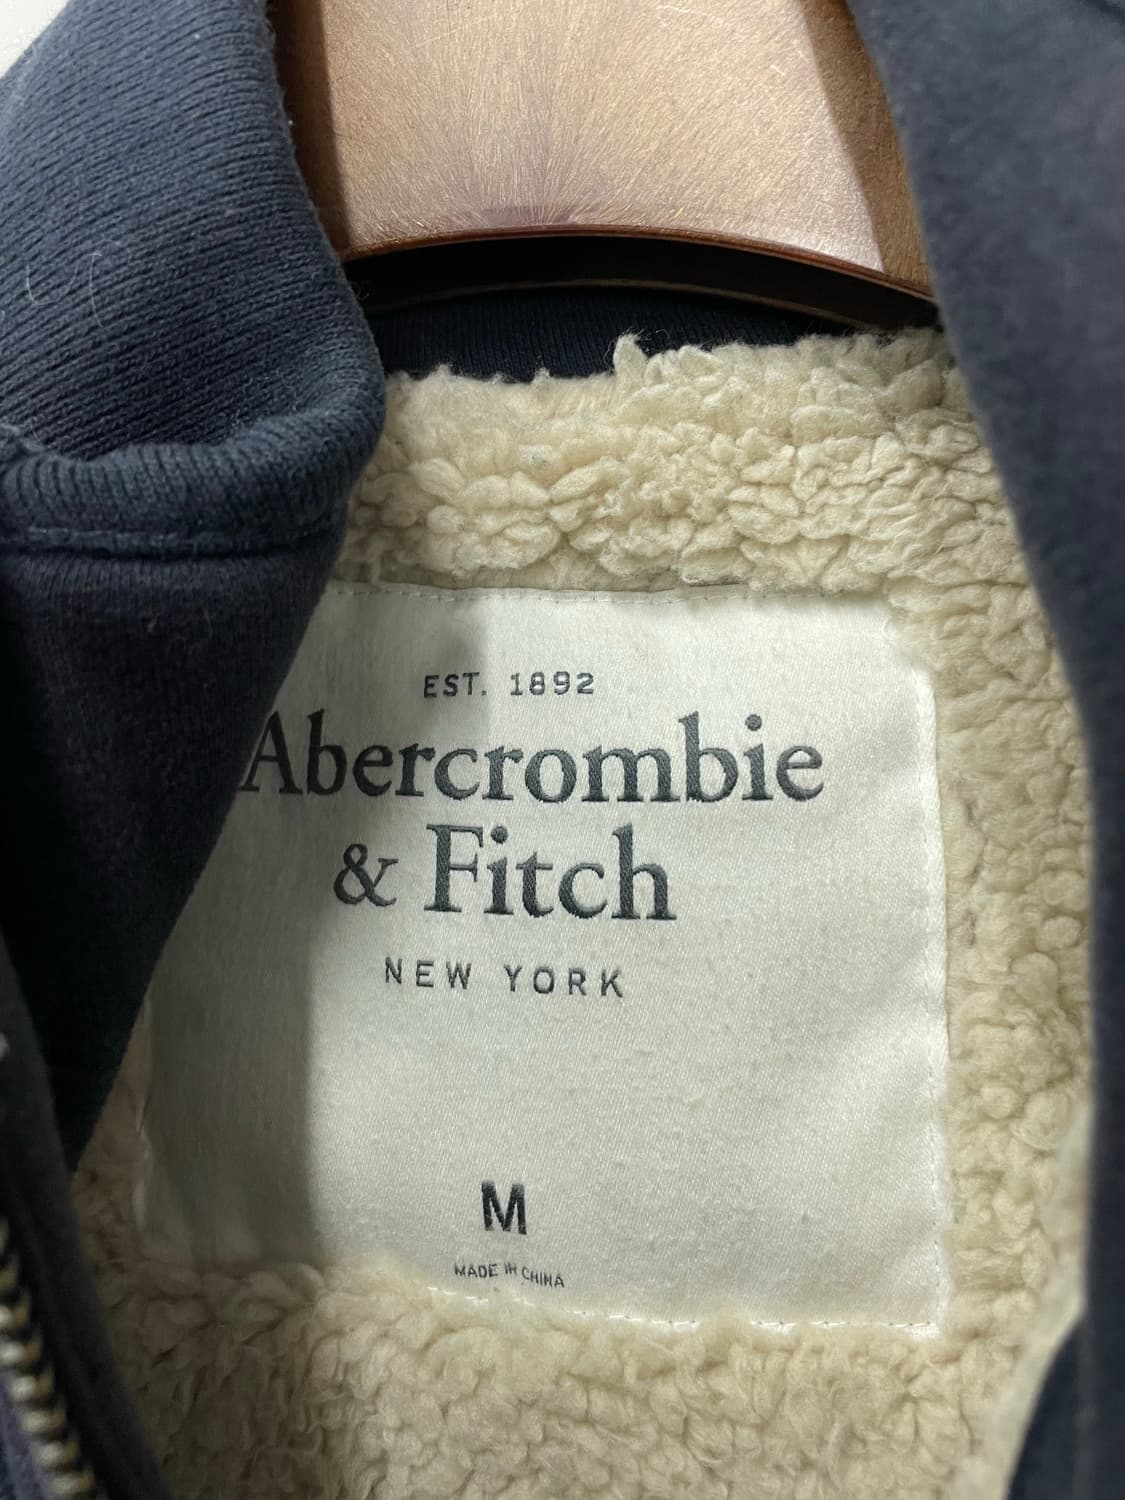 EST. 1892
Abercrombie
& Fitch
NEW YORK
M
MADE IN CHINA